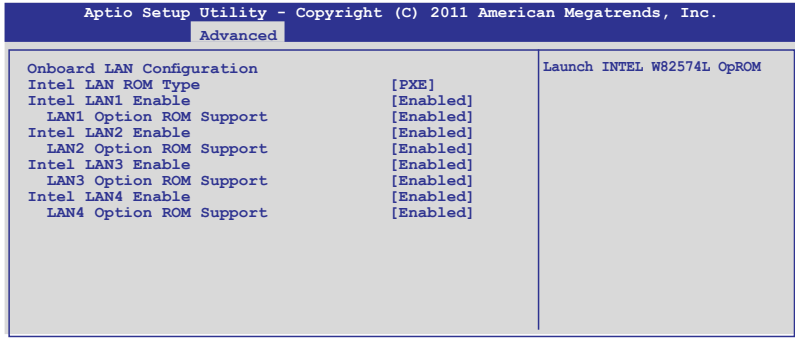 Aptio Setup Utility - Copyright (C) 2011 American Megatrends, Inc.
Advanced
Onboard LAN Configuration
Intel LAN ROM Type [PXE]
Intel LAN1 Enable [Enabled]
LAN1 Option ROM Support [Enabled]
Intel LAN2 Enable [Enabled]
LAN2 Option ROM Support [Enabled]
Intel LAN3 Enable [Enabled]
LAN3 Option ROM Support [Enabled]
Intel LAN4 Enable [Enabled]
LAN4 Option ROM Support [Enabled]
Launch INTEL W82574L OpROM